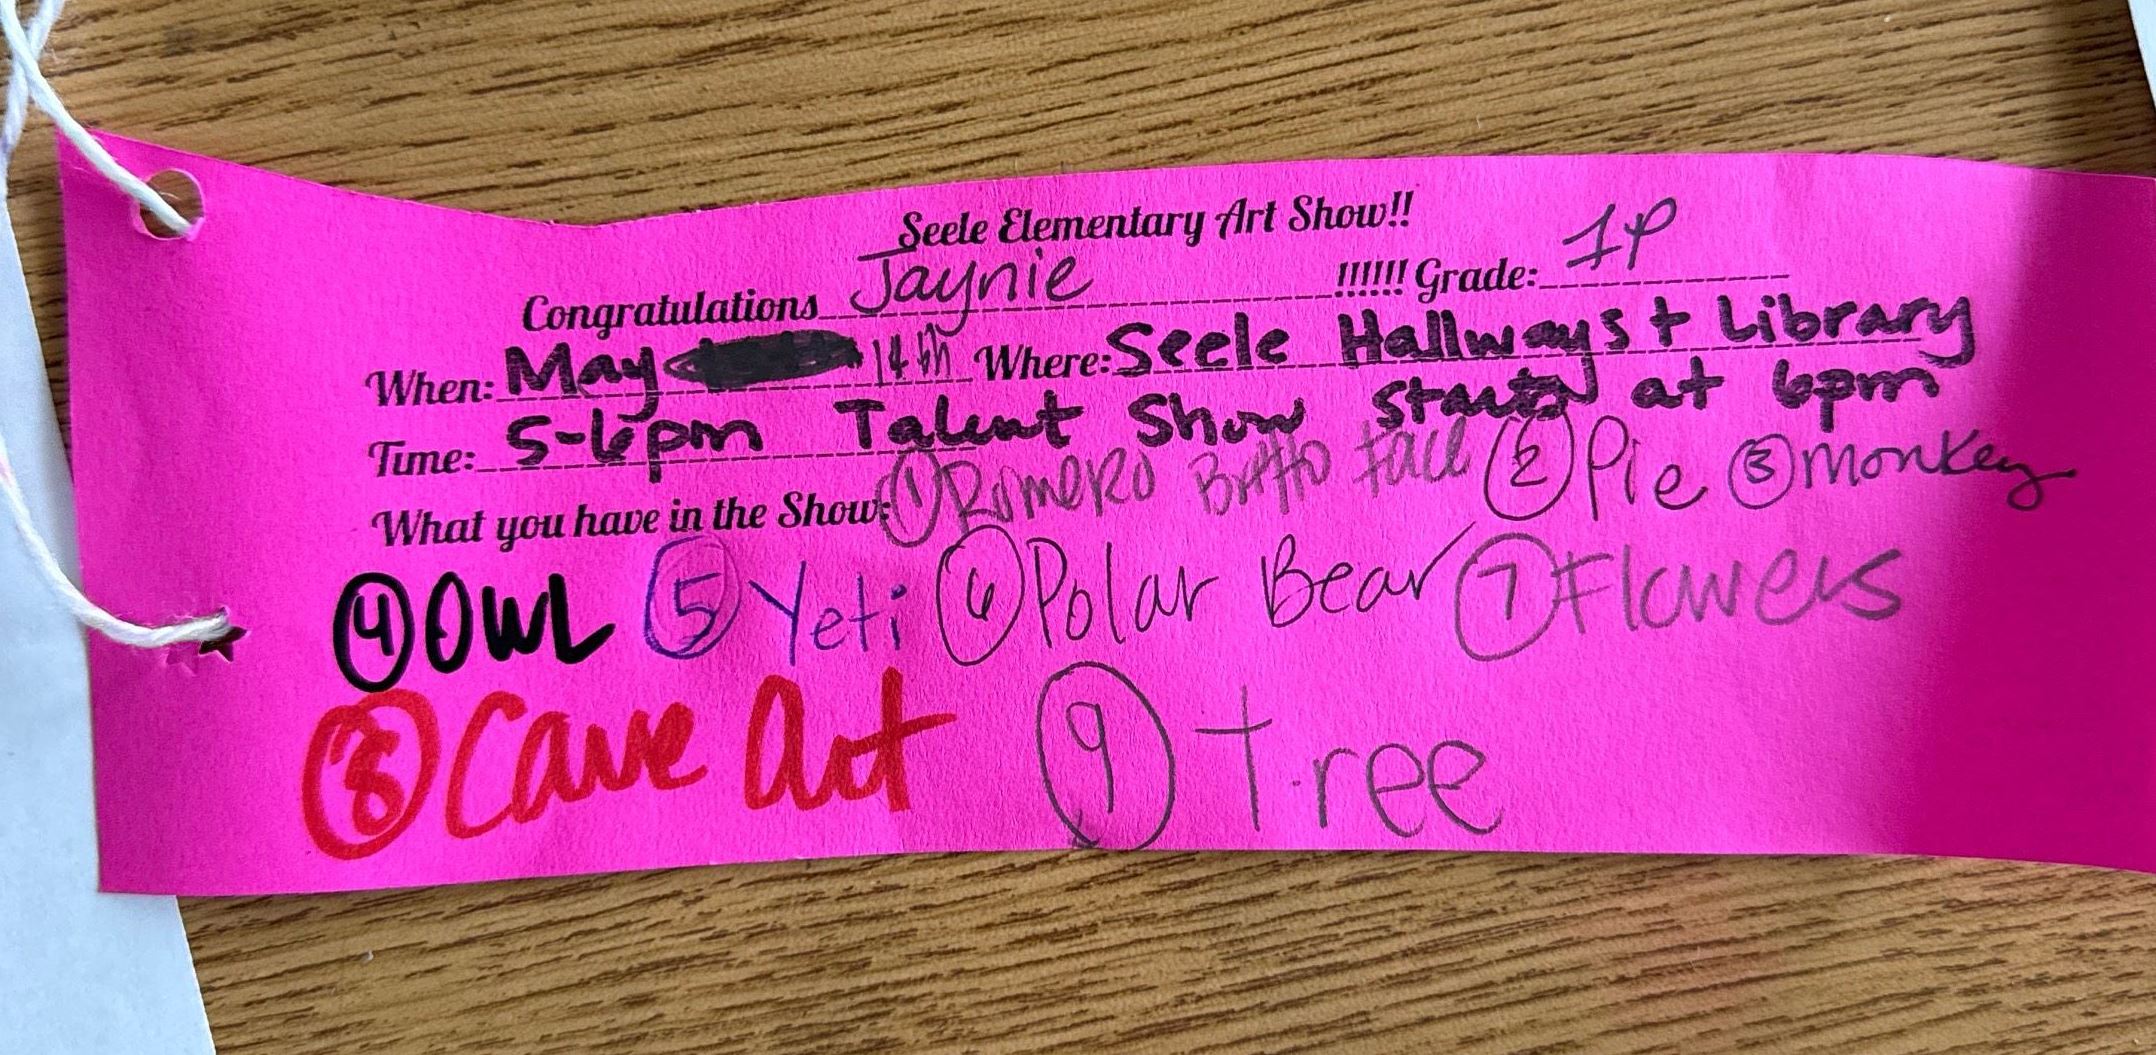 Seele Elementary Art Show!!
Congratulations Jaynie !!!!!! Grade: 1P
When: May 14th Where: Seele Hallways + Library
Time: 5-6pm Talent Show starts at 6pm
What you have in the Show: ① Romero Britto face ② Pie ③ monkey
④ OWL ⑤ Yeti ⑥ Polar Bear ⑦ Flowers
⑧ Cave Art ⑨ Tree